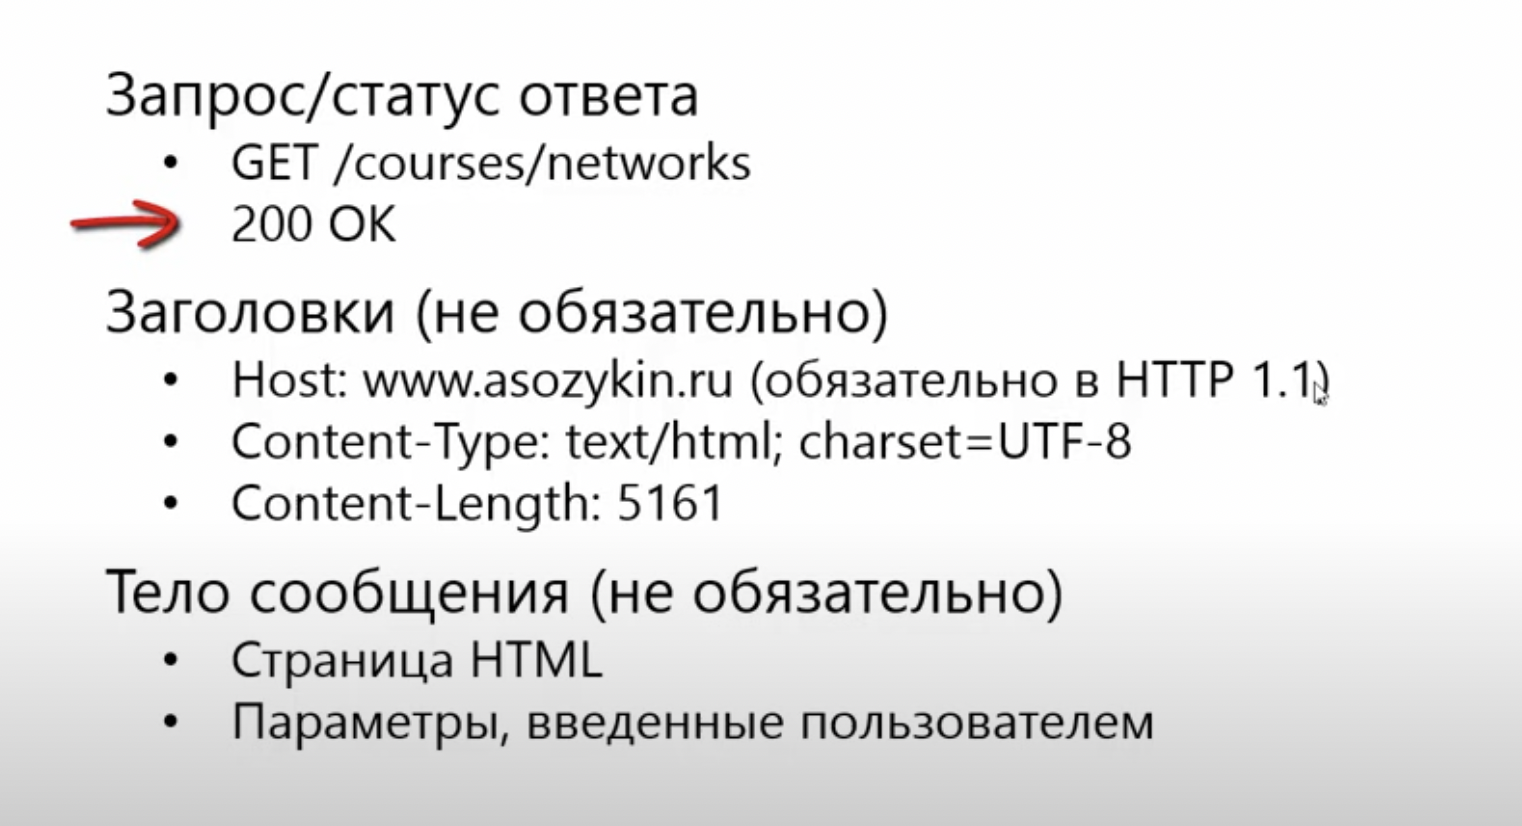 Запрос/статус ответа
• GET /courses/networks
200 OK
Заголовки (не обязательно)
• Host: www.asozykin.ru (обязательно в HTTP 1.1)
• Content-Type: text/html; charset=UTF-8
• Content-Length: 5161
Тело сообщения (не обязательно)
• Страница HTML
• Параметры, введенные пользователем